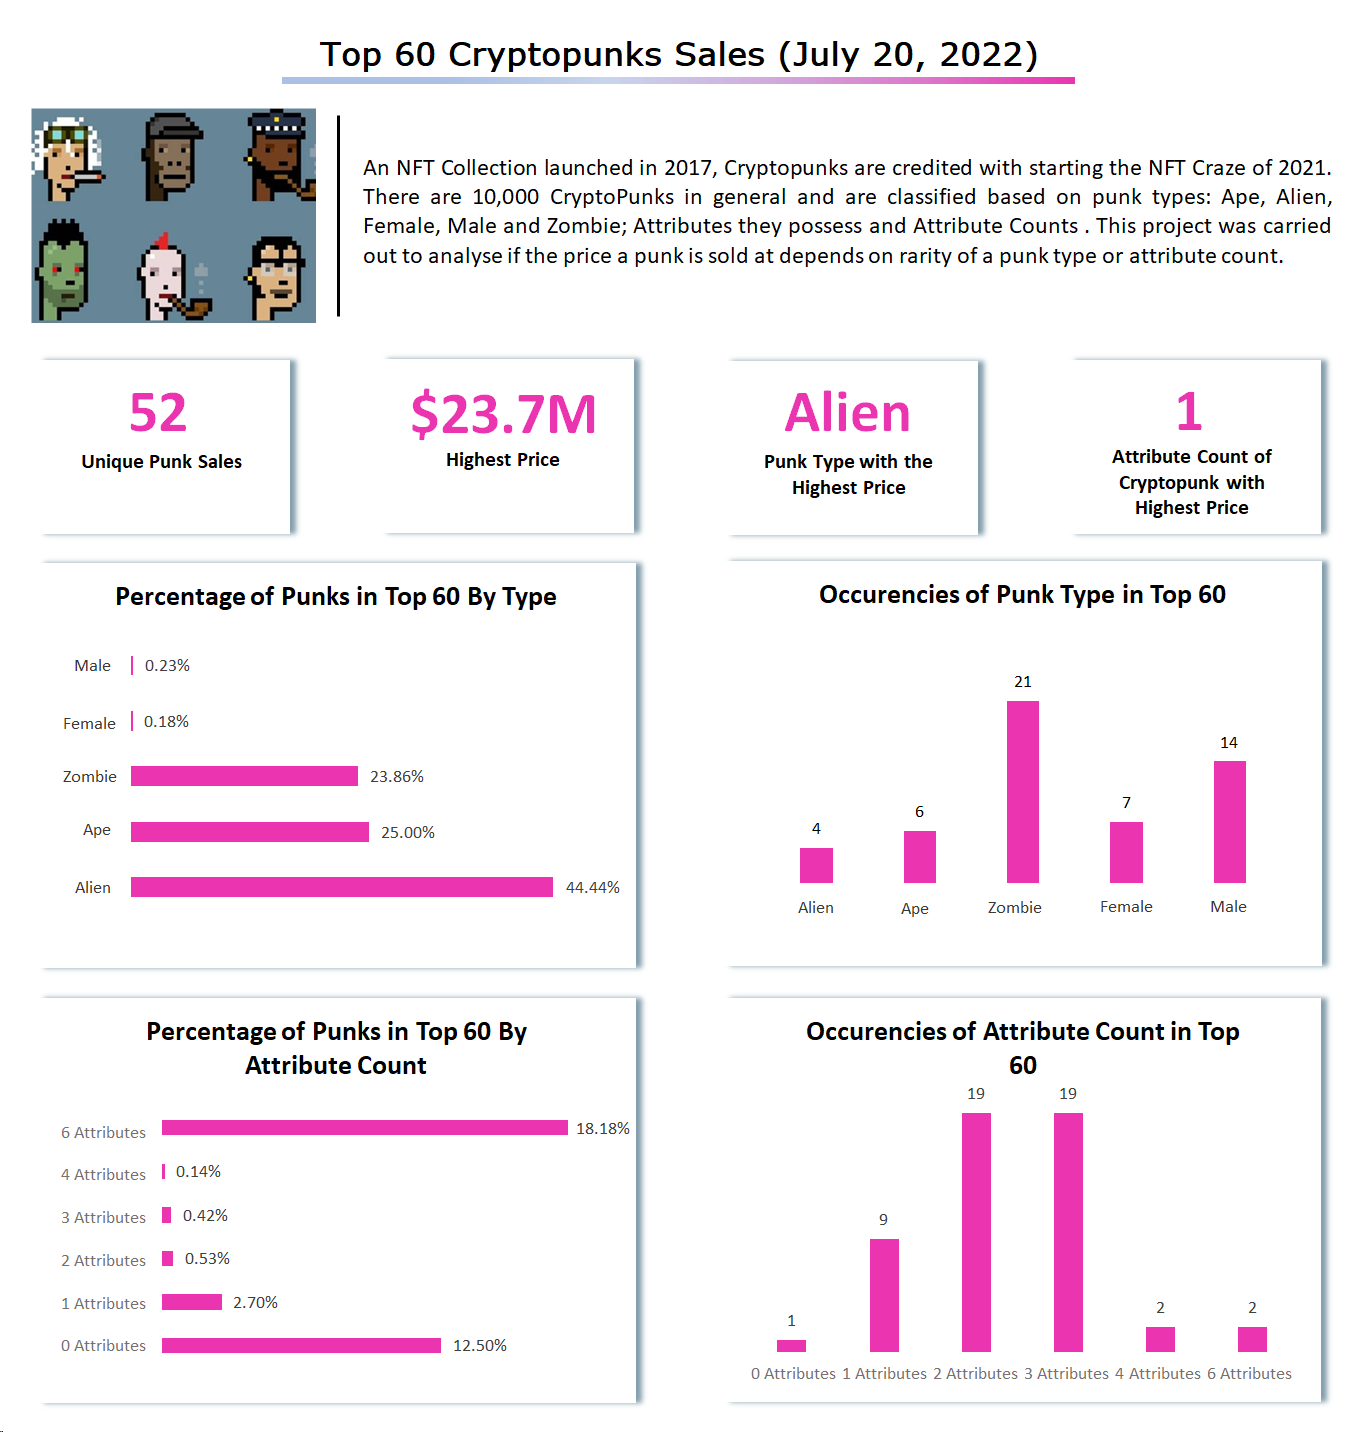 Top 60 Cryptopunks Sales (July 20, 2022)
An NFT Collection launched in 2017, Cryptopunks are credited with starting the NFT Craze of 2021.
There are 10,000 CryptoPunks in general and are classified based on punk types: Ape, Alien,
Female, Male and Zombie; Attributes they possess and Attribute Counts . This project was carried
out to analyse if the price a punk is sold at depends on rarity of a punk type or attribute count.
52
Unique Punk Sales
$23.7M
Highest Price
Alien
Punk Type with the
Highest Price
1
Attribute Count of
Cryptopunk with
Highest Price
Percentage of Punks in Top 60 By Type
Male 0.23%
Female 0.18%
Zombie 23.86%
Ape 25.00%
Alien 44.44%
Occurencies of Punk Type in Top 60
4 6 21 7 14
Alien Ape Zombie Female Male
Percentage of Punks in Top 60 By
Attribute Count
6 Attributes 18.18%
4 Attributes 0.14%
3 Attributes 0.42%
2 Attributes 0.53%
1 Attributes 2.70%
0 Attributes 12.50%
Occurencies of Attribute Count in Top
60
1 9 19 19 2 2
0 Attributes 1 Attributes 2 Attributes 3 Attributes 4 Attributes 6 Attributes